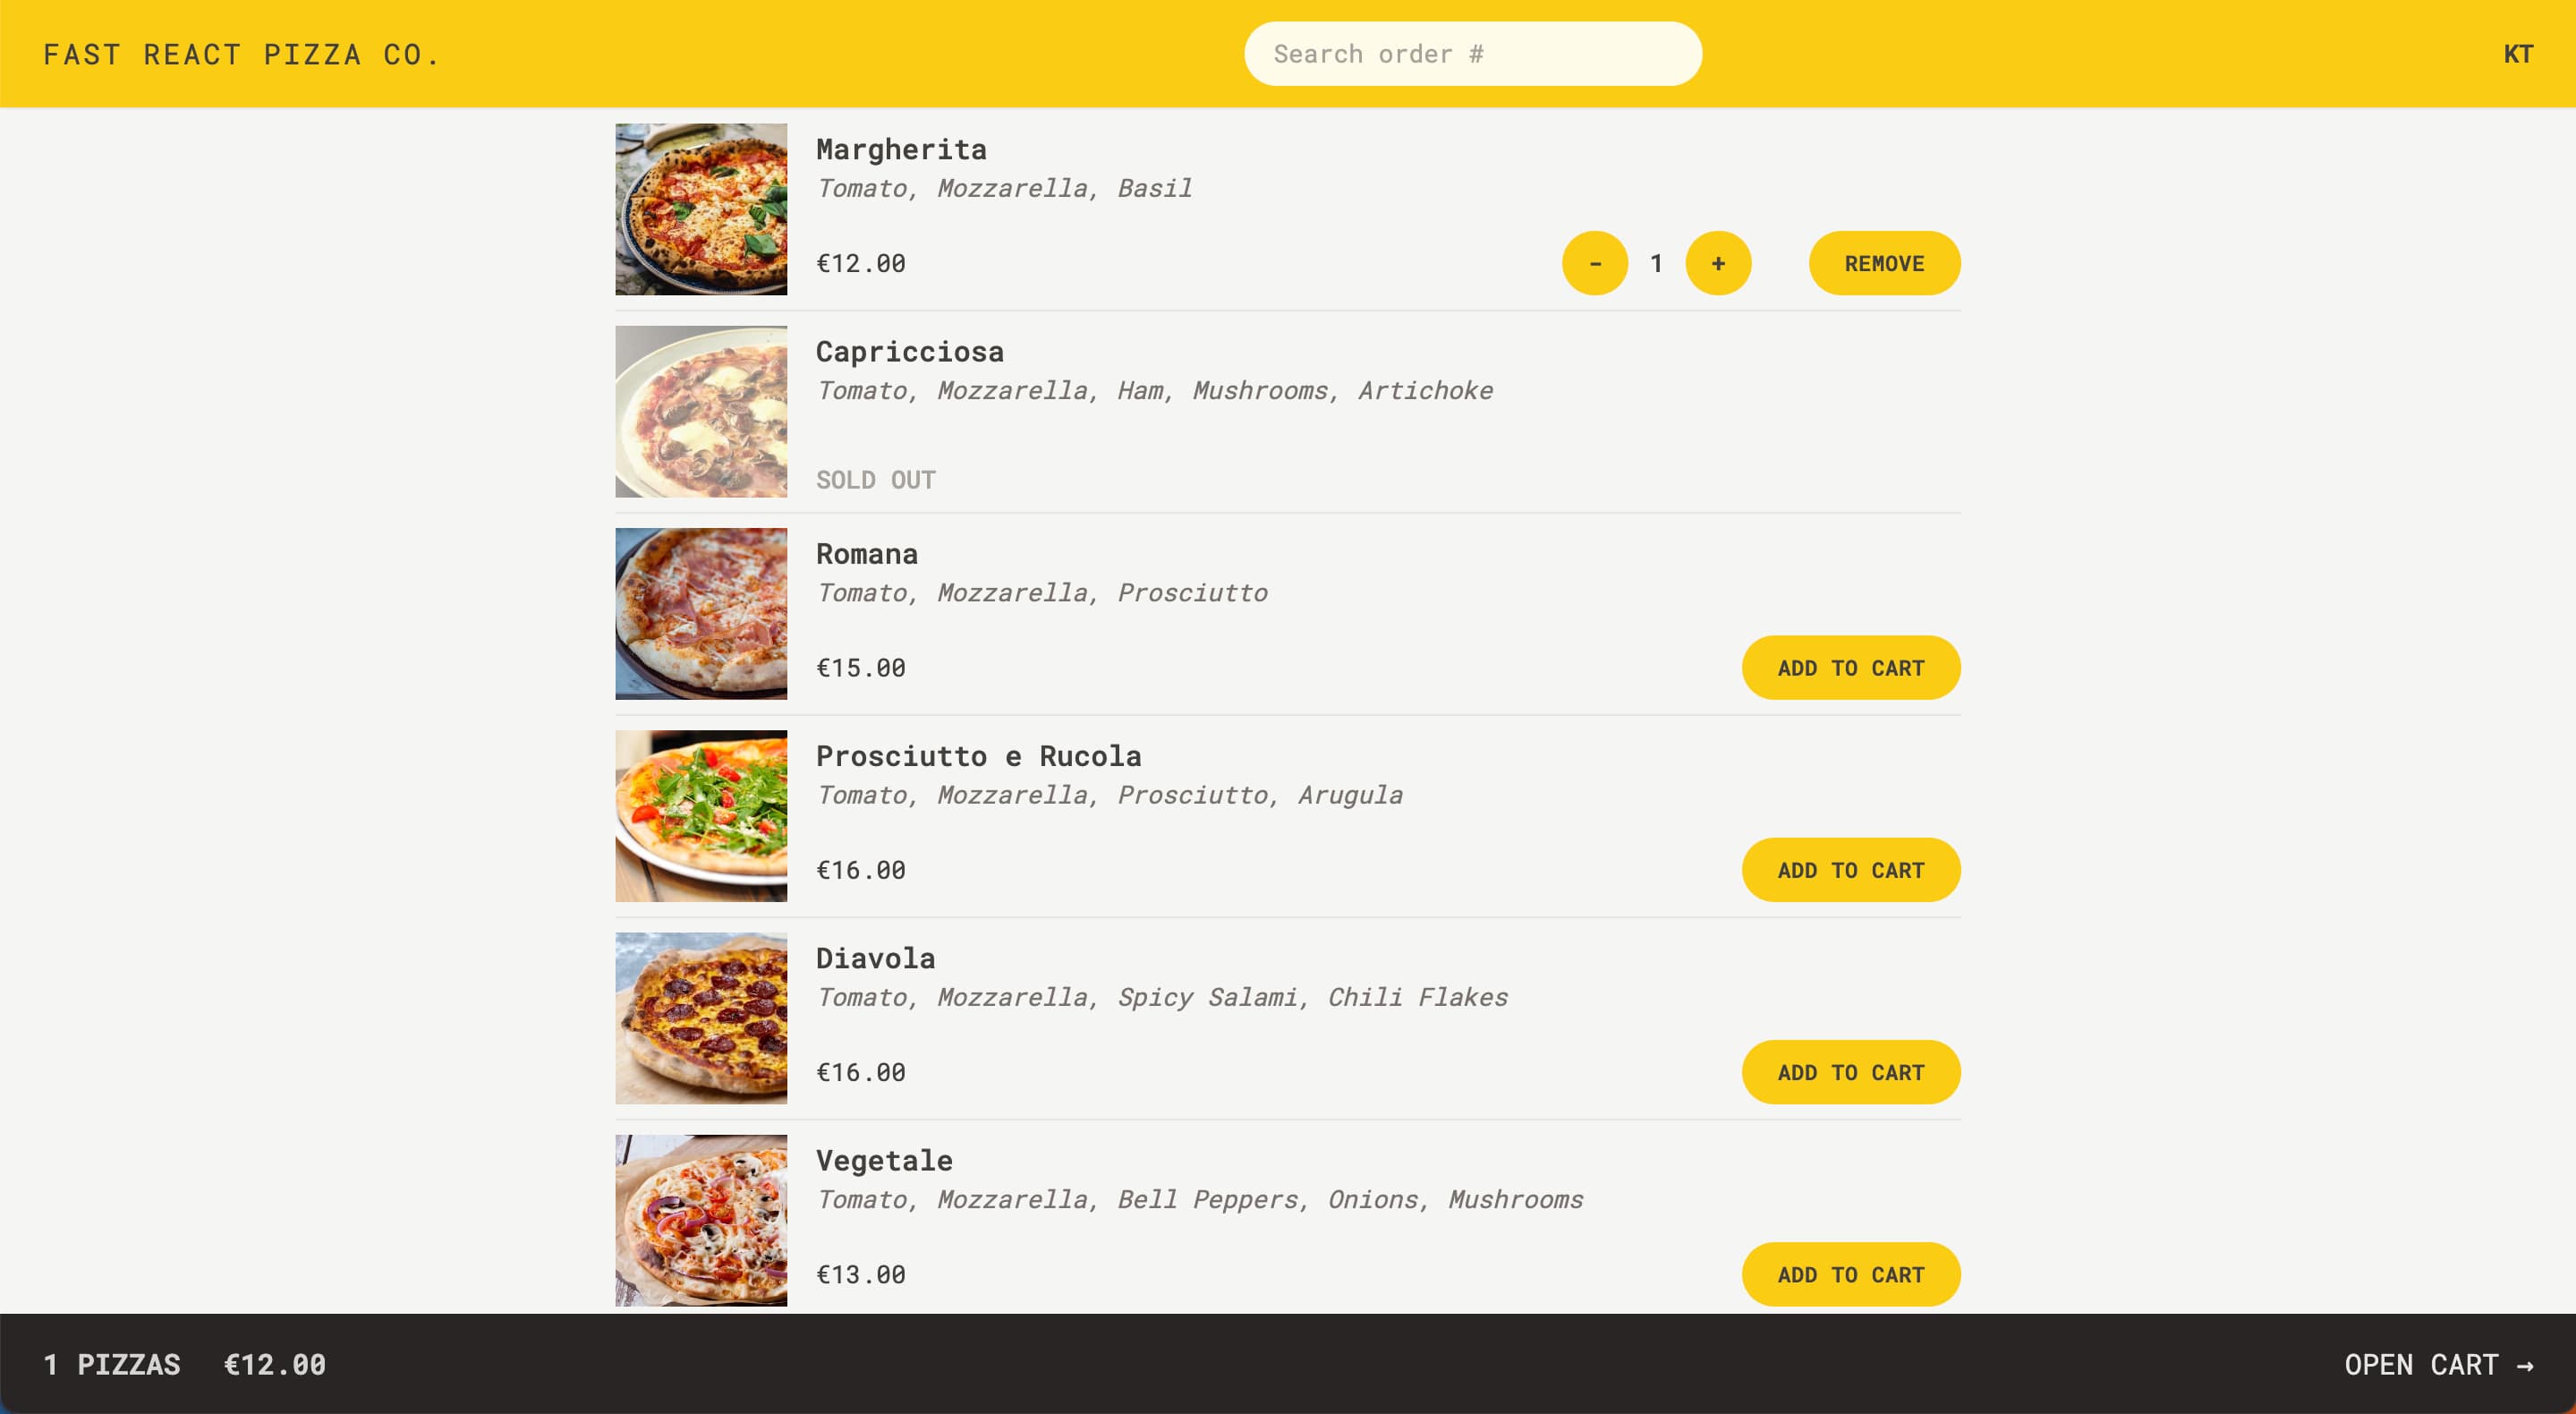 FAST REACT PIZZA CO.
Search order #
KT
Margherita
Tomato, Mozzarella, Basil
€12.00
- 1 + REMOVE
Capricciosa
Tomato, Mozzarella, Ham, Mushrooms, Artichoke
SOLD OUT
Romana
Tomato, Mozzarella, Prosciutto
€15.00
ADD TO CART
Prosciutto e Rucola
Tomato, Mozzarella, Prosciutto, Arugula
€16.00
ADD TO CART
Diavola
Tomato, Mozzarella, Spicy Salami, Chili Flakes
€16.00
ADD TO CART
Vegetale
Tomato, Mozzarella, Bell Peppers, Onions, Mushrooms
€13.00
ADD TO CART
1 PIZZAS €12.00
OPEN CART →